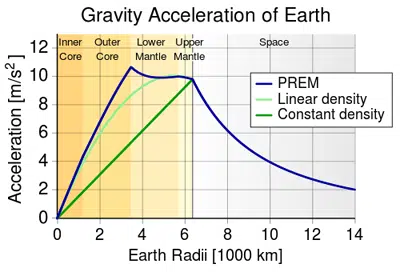 Gravity Acceleration of Earth
Inner Outer Lower Upper Space
Core Core Mantle Mantle
12
10
8
6
4
2
0
Acceleration [m/s²]
PREM
Linear density
Constant density
0 2 4 6 8 10 12 14
Earth Radii [1000 km]